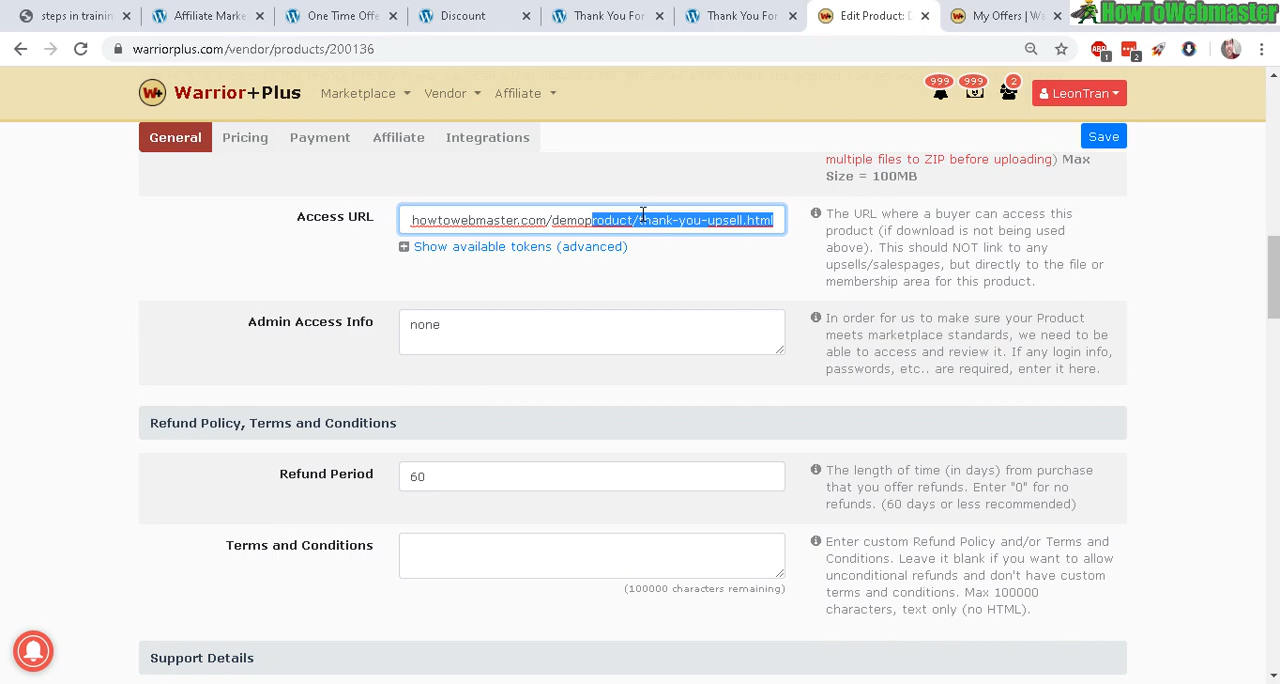 steps in training
Affiliate Marke
One Time Offe
Account
Thank You For
Thank You For
Edit Product: D
My Offers | Wa
HowToWebmaster
warriorplus.com/vendor/products/200136
Warrior+Plus
Marketplace
Vendor
Affiliate
999
999
2
LeonTran
General
Pricing
Payment
Affiliate
Integrations
Save
multiple files to ZIP before uploading) Max
Size = 100MB
Access URL
howtowebmaster.com/demoproduct/thank-you-upsell.html
Show available tokens (advanced)
The URL where a buyer can access this
product (if download is not being used
above). This should NOT link to any
upsells/salespages, but directly to the file or
membership area for this product.
Admin Access Info
none
In order for us to make sure your Product
meets marketplace standards, we need to be
able to access and review it. If any login info,
passwords, etc.. are required, enter it here.
Refund Policy, Terms and Conditions
Refund Period
60
The length of time (in days) from purchase
that you offer refunds. Enter "0" for no
refunds. (60 days or less recommended)
Terms and Conditions
(100000 characters remaining)
Enter custom Refund Policy and/or Terms and
Conditions. Leave it blank if you want to allow
unconditional refunds and don't have custom
terms and conditions. Max 100000
characters, text only (no HTML).
Support Details